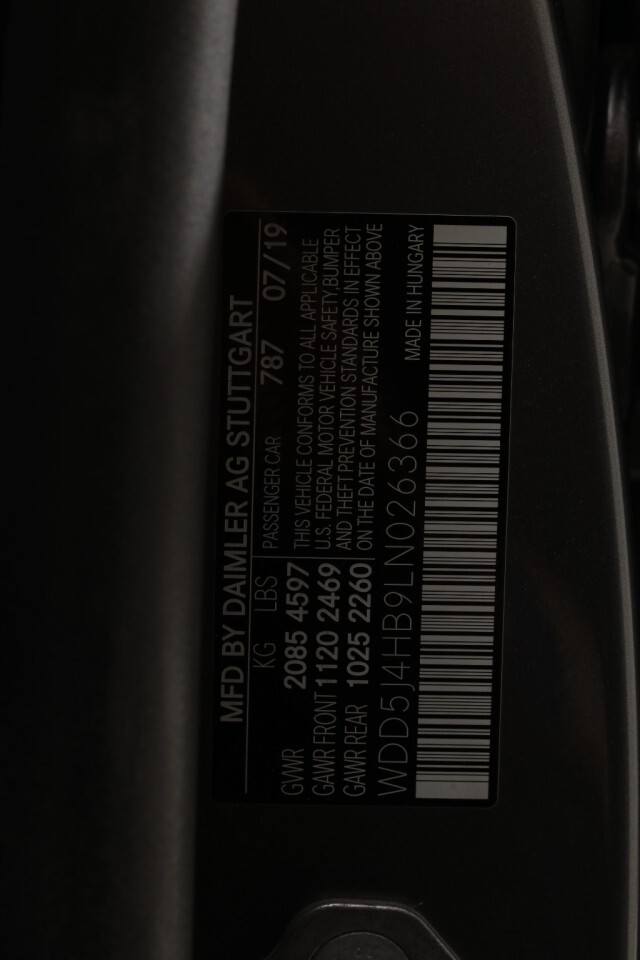 MFD BY DAIMLER AG STUTTGART
KG LBS PASSENGER CAR 787 07/19
GVWR 2085 4597 THIS VEHICLE CONFORMS TO ALL APPLICABLE
GAWR FRONT 1120 2469 U.S. FEDERAL MOTOR VEHICLE SAFETY,BUMPER
GAWR REAR 1025 2260 AND THEFT PREVENTION STANDARDS IN EFFECT
ON THE DATE OF MANUFACTURE SHOWN ABOVE
WDD5J4HB9LN026366 MADE IN HUNGARY